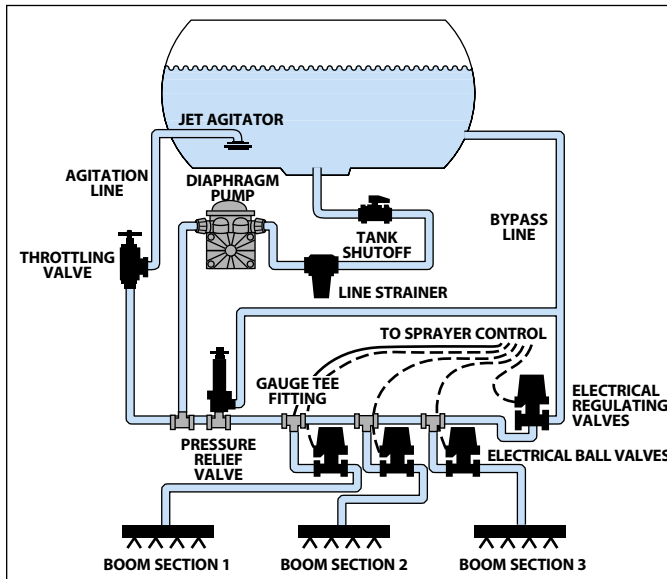 JET AGITATOR
AGITATION
LINE
DIAPHRAGM
PUMP
BYPASS
LINE
TANK
SHUTOFF
THROTTLING
VALVE
LINE STRAINER
TO SPRAYER CONTROL
GAUGE TEE
FITTING
ELECTRICAL
REGULATING
VALVES
PRESSURE
RELIEF
VALVE
ELECTRICAL BALL VALVES
BOOM SECTION 1
BOOM SECTION 2
BOOM SECTION 3